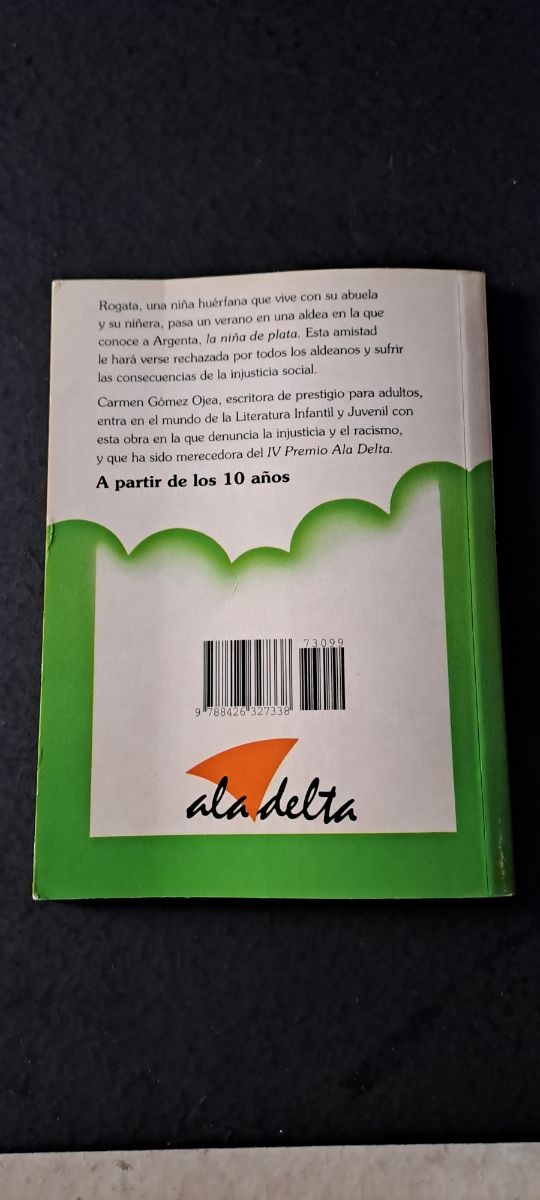 Rogata, una niña huérfana que vive con su abuela
y su niñera, pasa un verano en una aldea en la que
conoce a Argenta, la niña de plata. Esta amistad
le hará verse rechazada por todos los aldeanos y sufrir
las consecuencias de la injusticia social.
Carmen Gómez Ojea, escritora de prestigio para adultos,
entra en el mundo de la Literatura Infantil y Juvenil con
esta obra en la que denuncia la injusticia y el racismo,
y que ha sido merecedora del IV Premio Ala Delta.
A partir de los 10 años
73099
9 788426 327338
ala delta